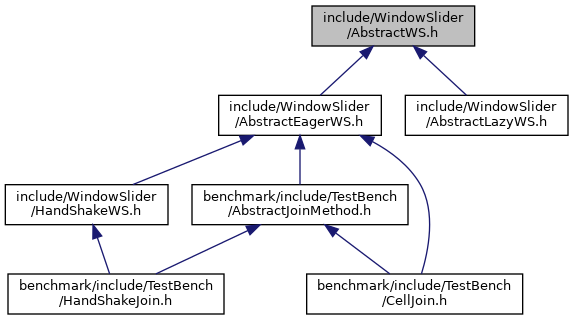 include/WindowSlider
/AbstractWS.h
include/WindowSlider
/AbstractEagerWS.h
include/WindowSlider
/AbstractLazyWS.h
include/WindowSlider
/HandShakeWS.h
benchmark/include/TestBench
/AbstractJoinMethod.h
benchmark/include/TestBench
/HandShakeJoin.h
benchmark/include/TestBench
/CellJoin.h